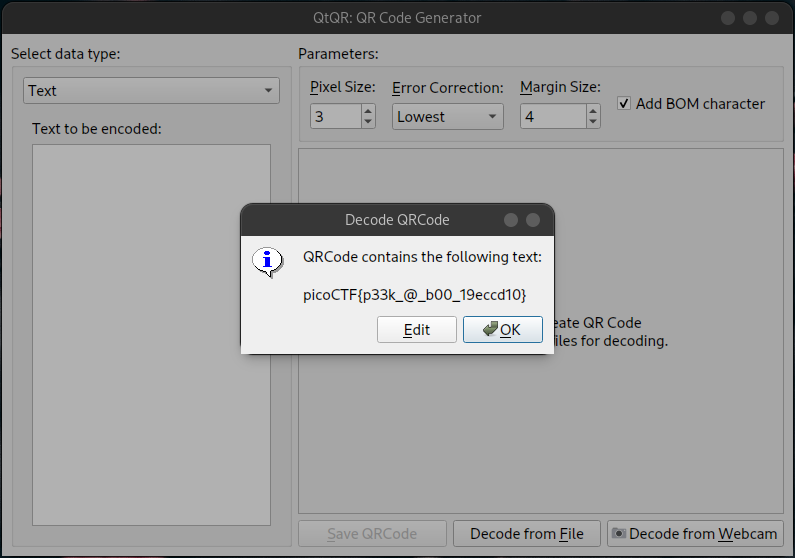 QtQR: QR Code Generator
Select data type:
Text
Text to be encoded:
Parameters:
Pixel Size:
3
Error Correction:
Lowest
Margin Size:
4
Add BOM character
Decode QRCode
QRCode contains the following text:
picoCTF{p33k_@_b00_19eccd10}
Edit
OK
eate QR Code
iles for decoding.
Save QRCode
Decode from File
Decode from Webcam